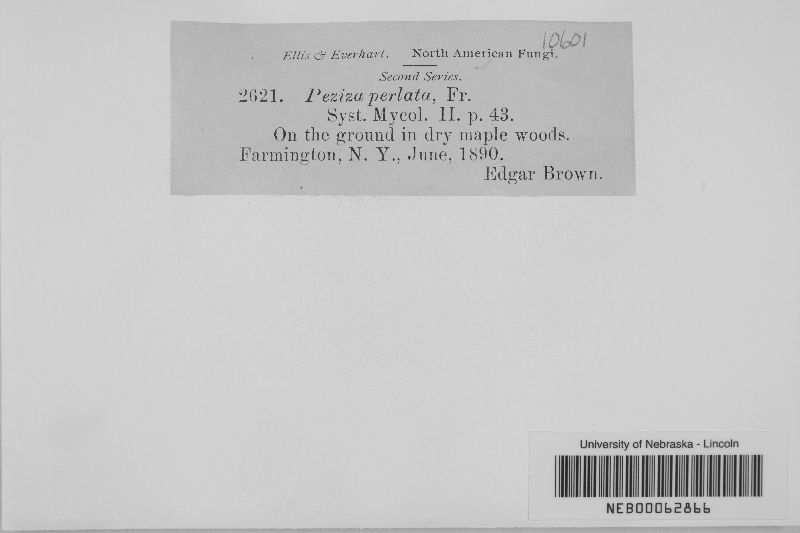 10601
Ellis & Everhart. North American Fungi.
Second Series.
2621. Peziza perlata, Fr.
Syst. Mycol. II. p. 43.
On the ground in dry maple woods.
Farmington, N. Y., June, 1890.
Edgar Brown.
University of Nebraska - Lincoln
NEB00062866